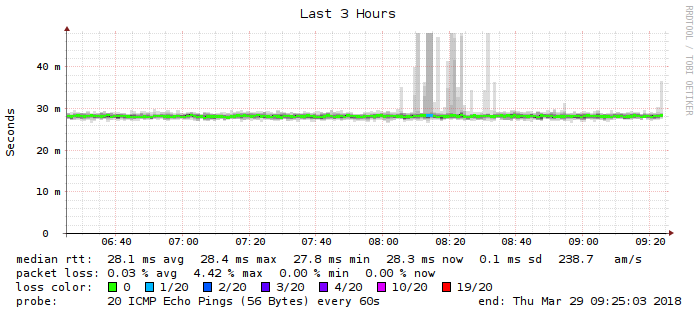 Last 3 Hours
RRDTOOL / TOBI OETIKER
Seconds
40 m
30 m
20 m
10 m
0
06:40 07:00 07:20 07:40 08:00 08:20 08:40 09:00 09:20
median rtt: 28.1 ms avg 28.4 ms max 27.8 ms min 28.3 ms now 0.1 ms sd 238.7 am/s
packet loss: 0.03 % avg 4.42 % max 0.00 % min 0.00 % now
loss color: 0 1/20 2/20 3/20 4/20 10/20 19/20
probe: 20 ICMP Echo Pings (56 Bytes) every 60s end: Thu Mar 29 09:25:03 2018